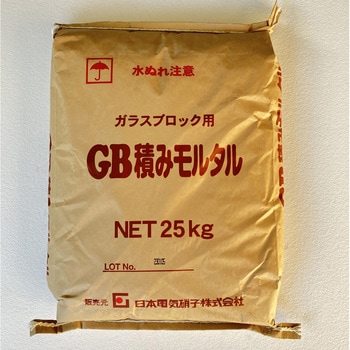 水ぬれ注意
ガラスブロック用
GB積みモルタル
NET 25kg
LOT No.
販売元 日本電気硝子株式会社